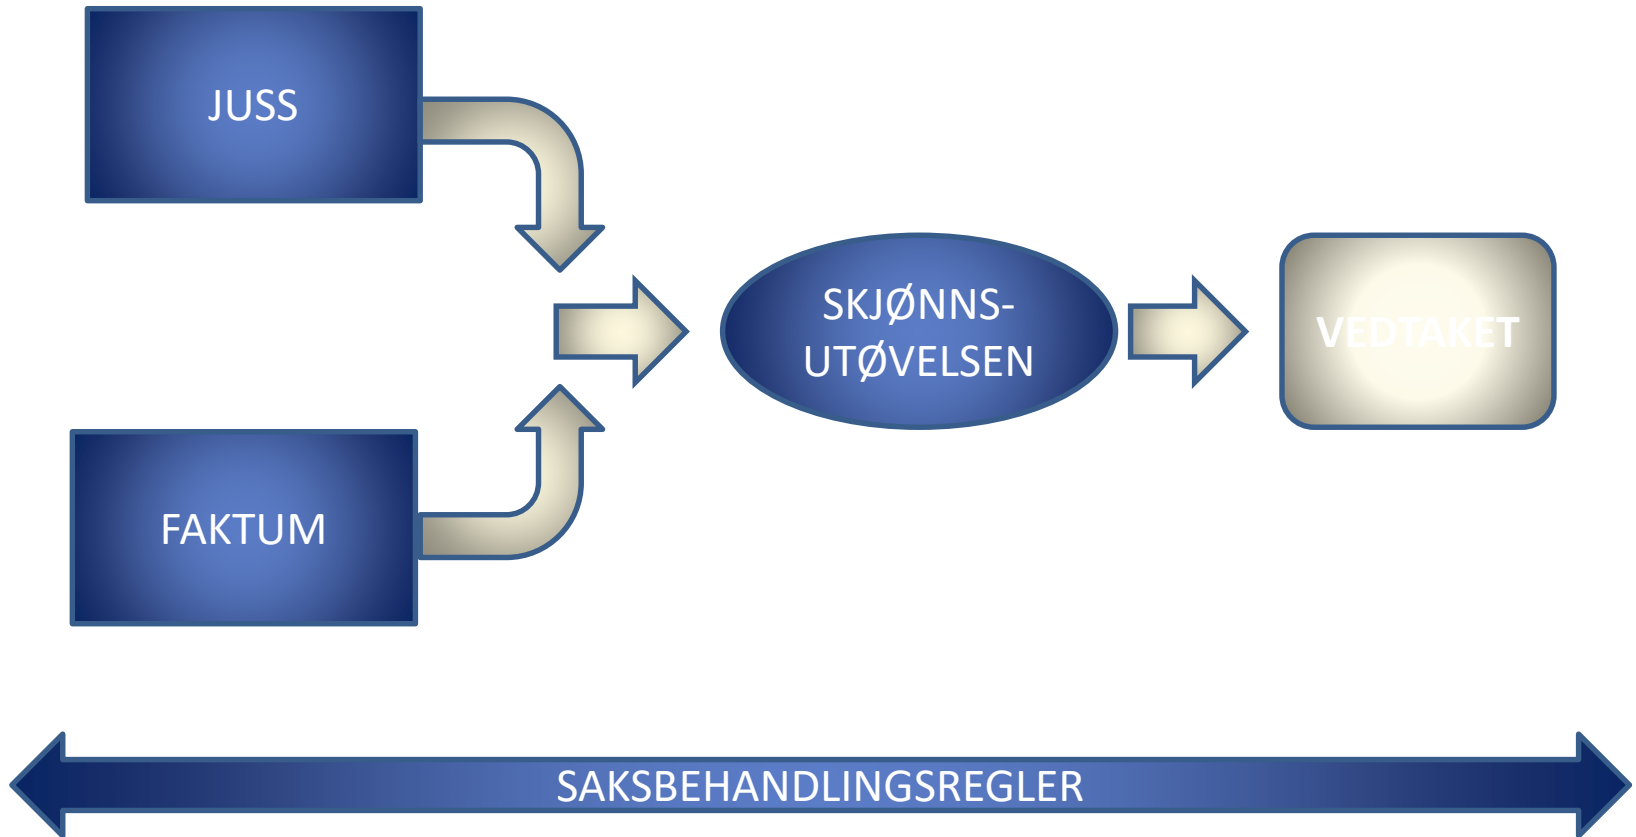 JUSS
FAKTUM
SKJØNNS-
UTØVELSEN
VEDTAKET
SAKSBEHANDLINGSREGLER